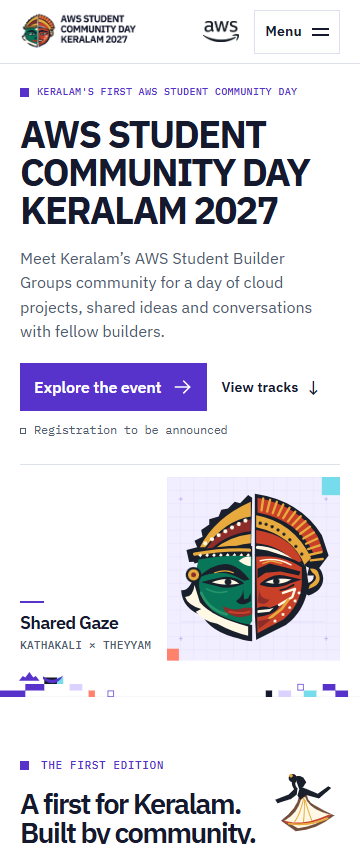 AWS STUDENT
COMMUNITY DAY
KERALAM 2027
aws
Menu
KERALAM'S FIRST AWS STUDENT COMMUNITY DAY
AWS STUDENT
COMMUNITY DAY
KERALAM 2027
Meet Keralam’s AWS Student Builder
Groups community for a day of cloud
projects, shared ideas and conversations
with fellow builders.
Explore the event →
View tracks ↓
Registration to be announced
Shared Gaze
KATHAKALI × THEYYAM
THE FIRST EDITION
A first for Keralam.
Built by community.